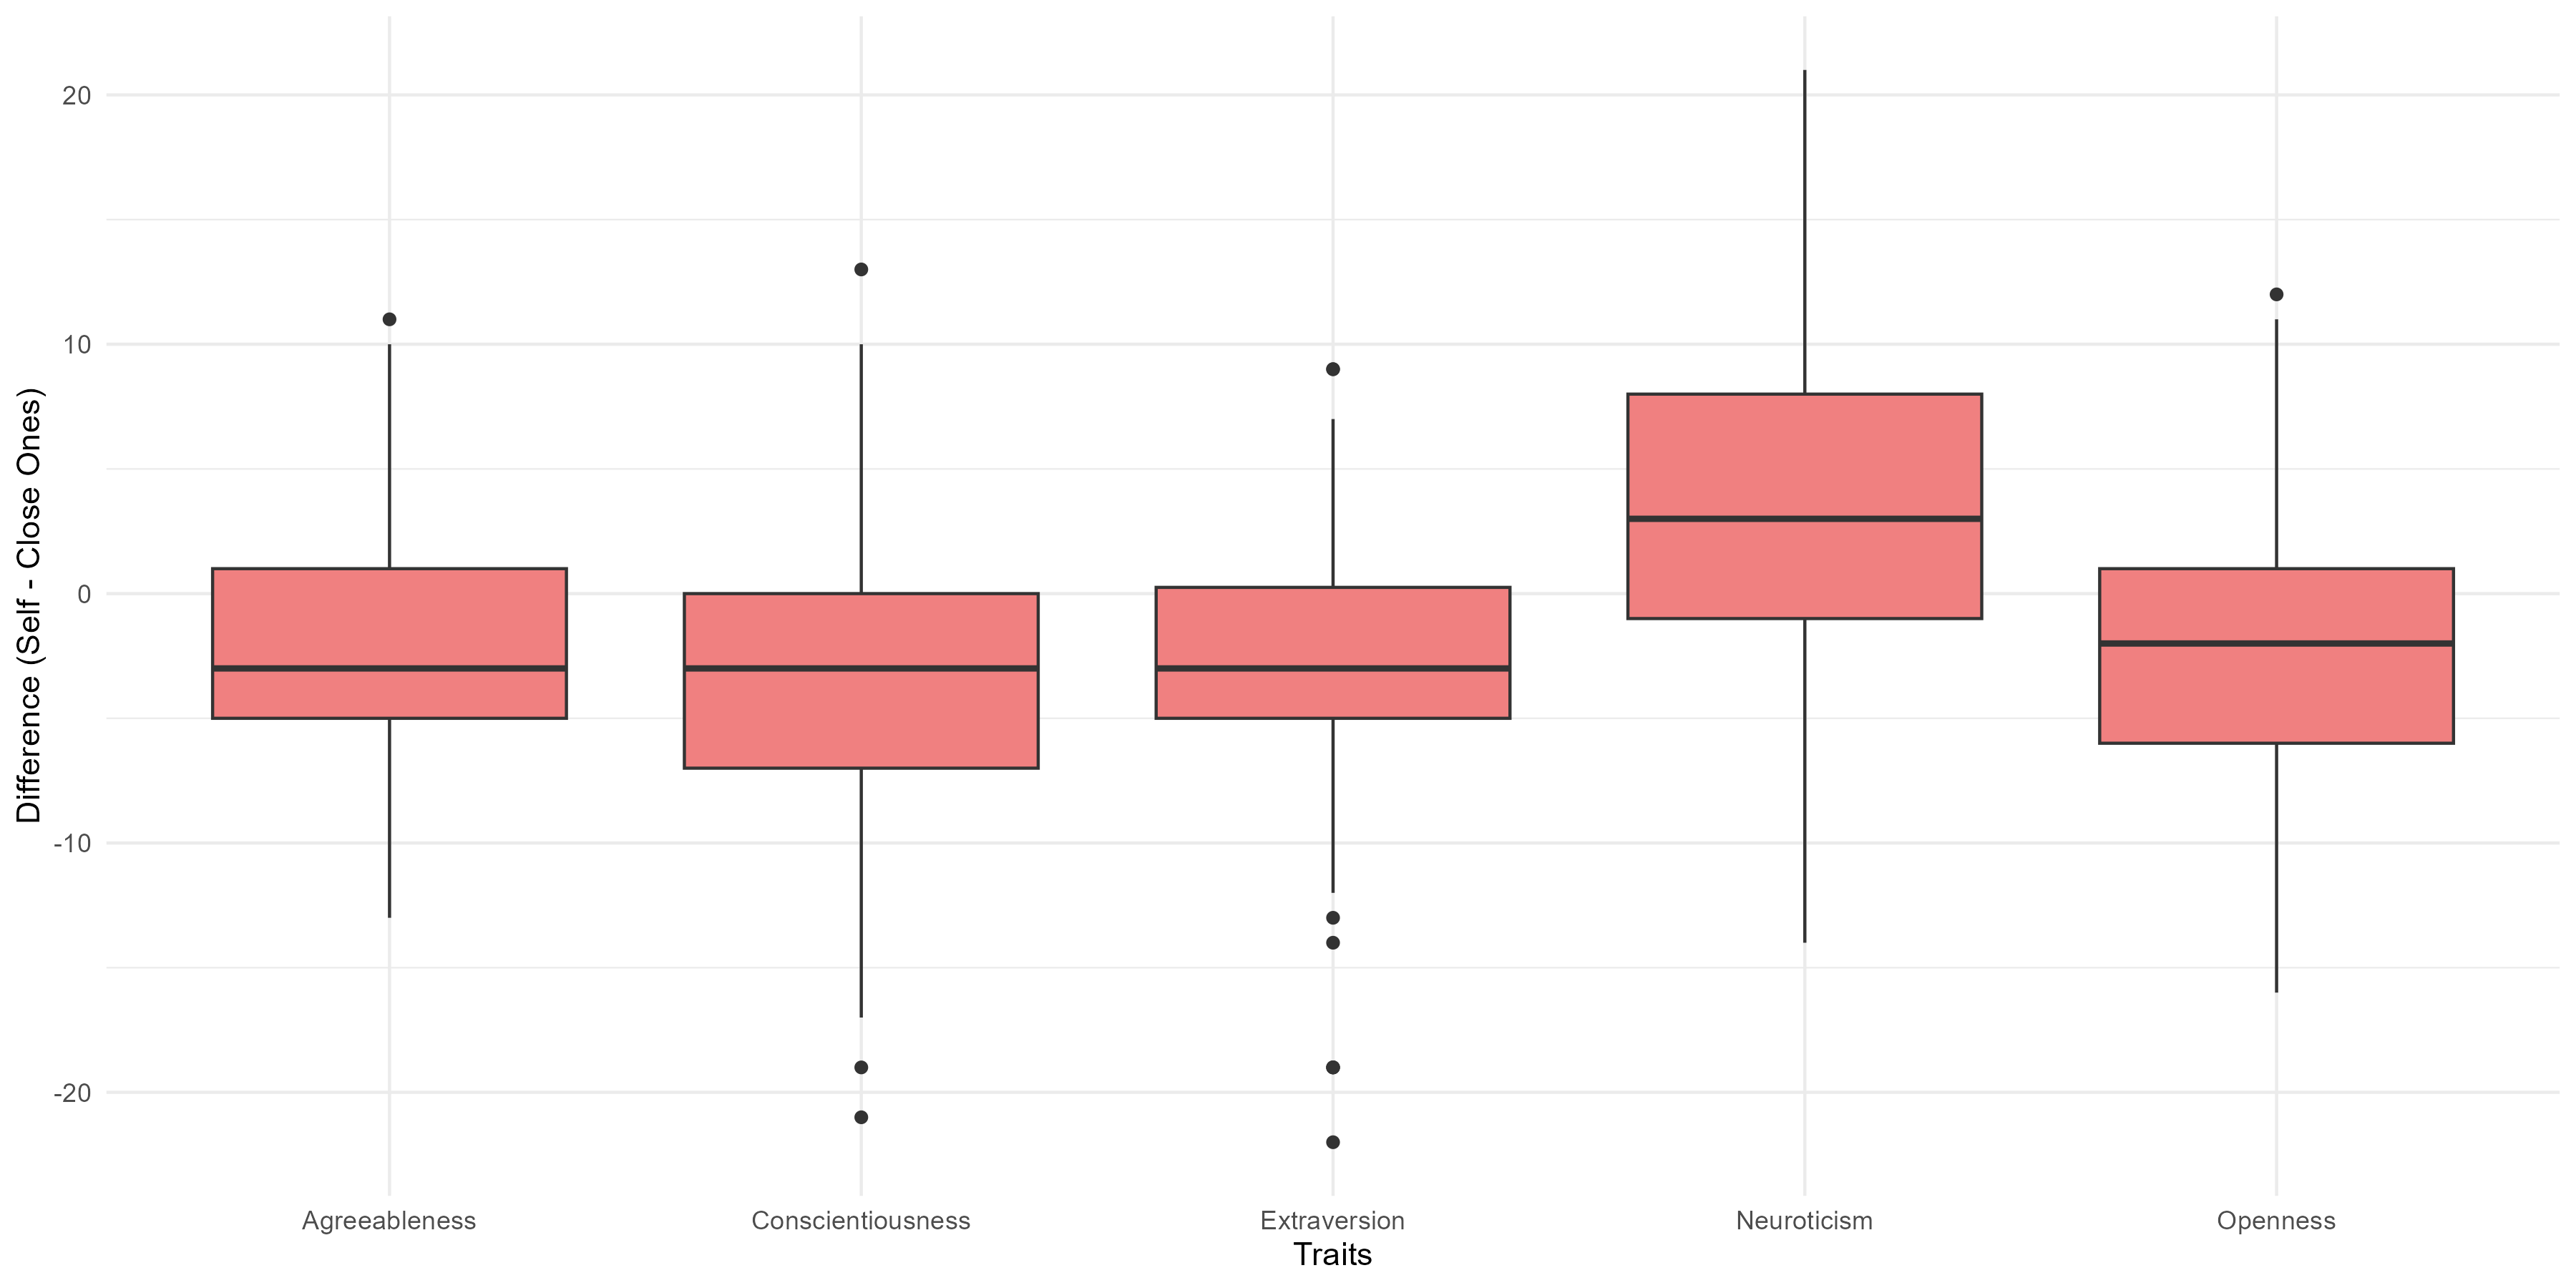 Difference (Self - Close Ones)
20
10
0
-10
-20
Agreeableness
Conscientiousness
Extraversion
Neuroticism
Openness
Traits